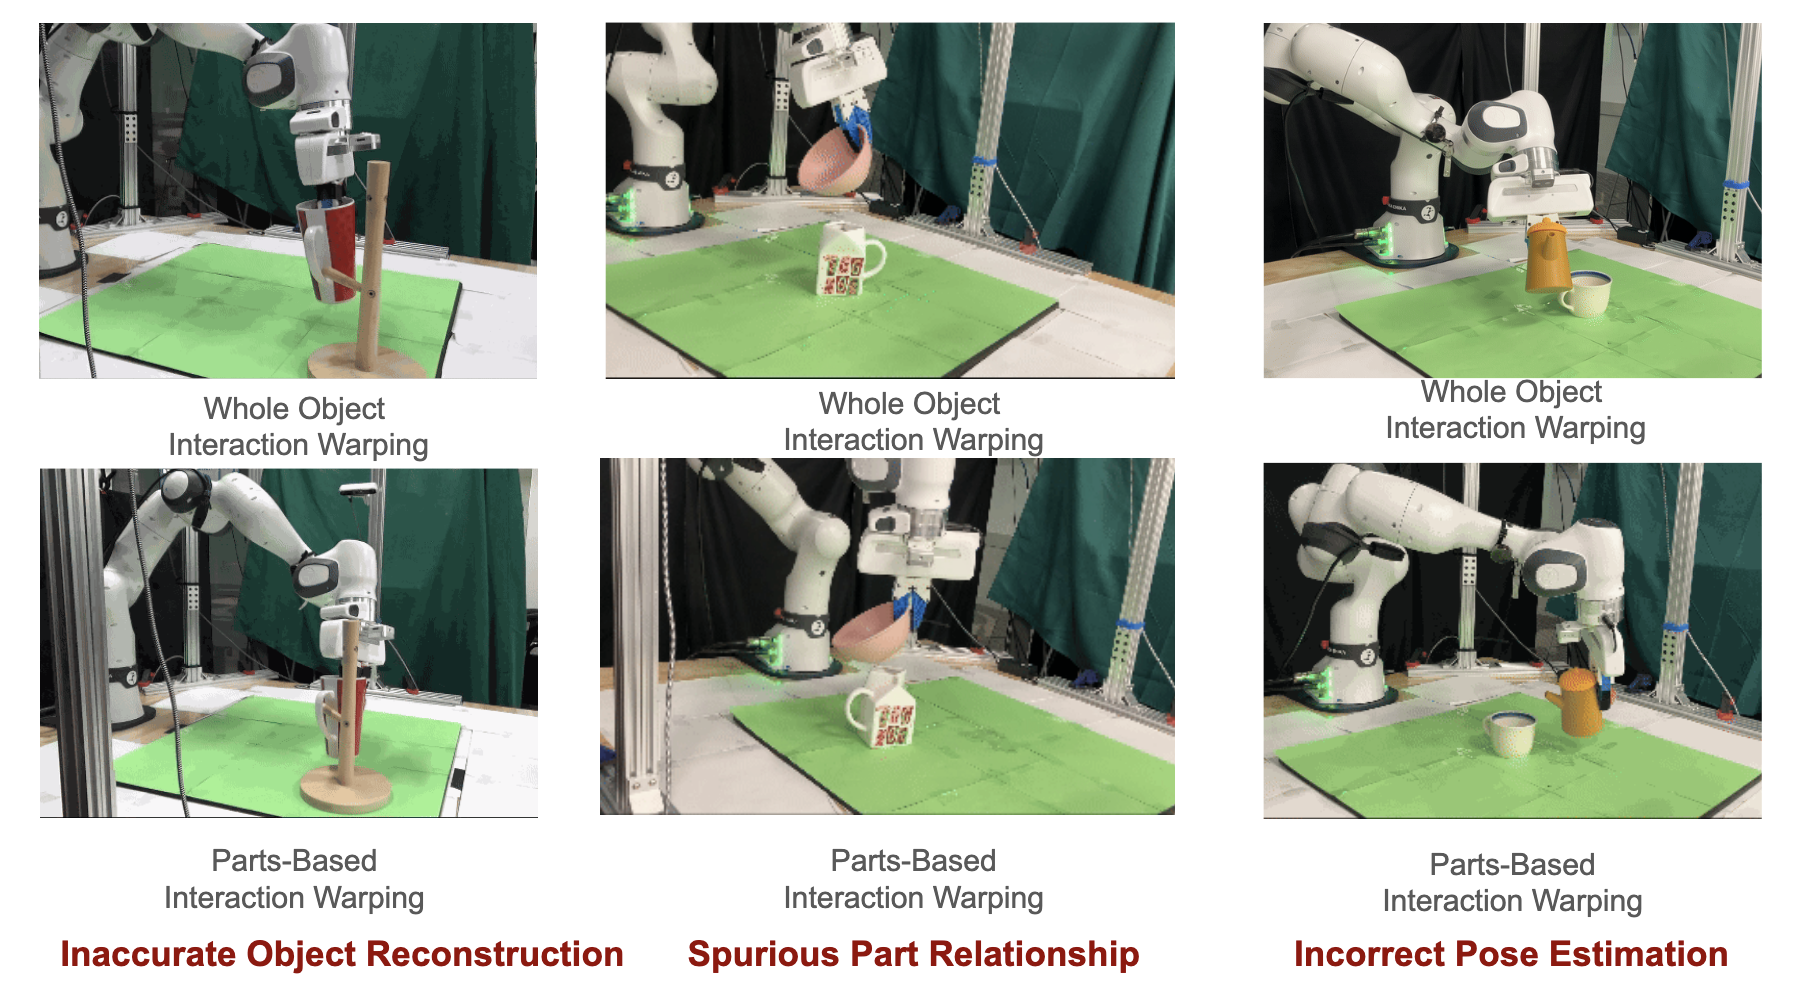 Whole Object
Interaction Warping
Whole Object
Interaction Warping
Whole Object
Interaction Warping
Parts-Based
Interaction Warping
Parts-Based
Interaction Warping
Parts-Based
Interaction Warping
Inaccurate Object Reconstruction
Spurious Part Relationship
Incorrect Pose Estimation